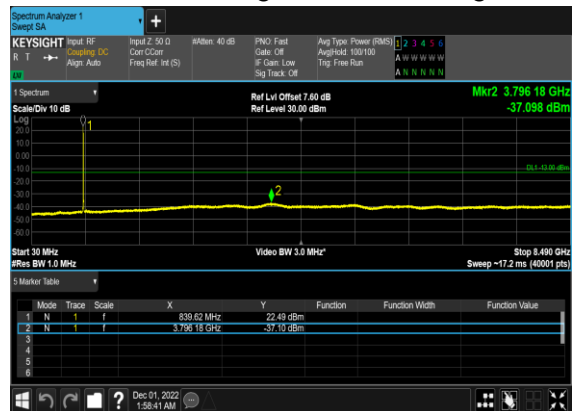 Spectrum Analyzer 1
Swept SA
KEYSIGHT
R T
Input: RF
Coupling: DC
Align: Auto
Input Z: 50 Ω
Corr CCorr
Freq Ref: Int (S)
#Atten: 40 dB
PNO: Fast
Gate: Off
IF Gain: Low
Sig Track: Off
Avg Type: Power (RMS)
Avg|Hold: 100/100
Trig: Free Run
1 2 3 4 5 6
A W W W W W
A N N N N N
1 Spectrum
Scale/Div 10 dB
Ref Lvl Offset 7.60 dB
Ref Level 30.00 dBm
Mkr2 3.796 18 GHz
-37.098 dBm
Log
20.0
10.0
0.00
-10.0
-20.0
-30.0
-40.0
-50.0
-60.0
1
DL1 -13.00 dBm
2
Start 30 MHz
#Res BW 1.0 MHz
Video BW 3.0 MHz*
Stop 8.490 GHz
Sweep ~17.2 ms (40001 pts)
5 Marker Table
Mode Trace Scale X Y Function Function Width Function Value
1 N 1 f 839.62 MHz 22.49 dBm
2 N 1 f 3.796 18 GHz -37.10 dBm
3
4
5
6
?
Dec 01, 2022
1:58:41 AM